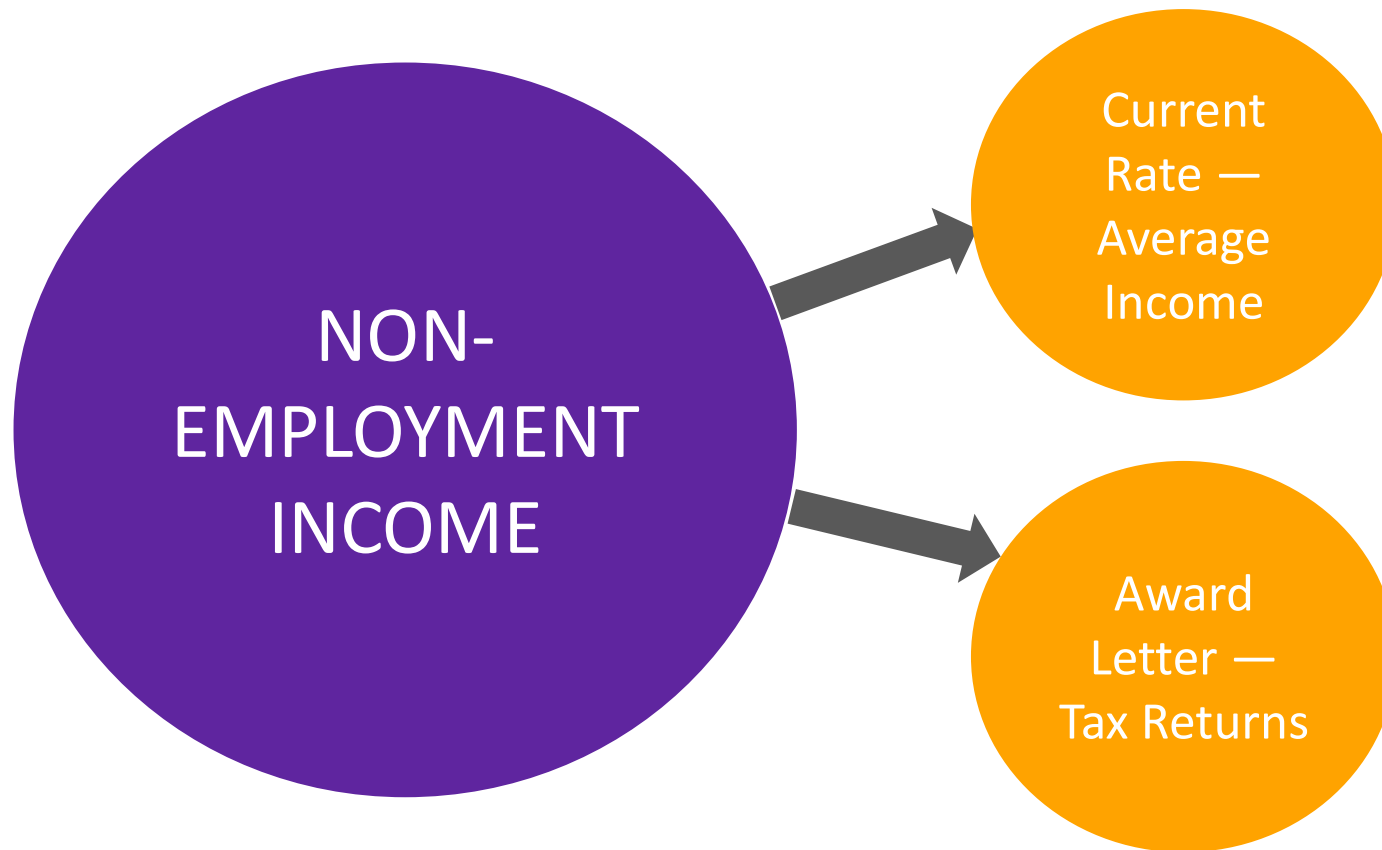 NON-
EMPLOYMENT
INCOME
Current
Rate —
Average
Income
Award
Letter —
Tax Returns